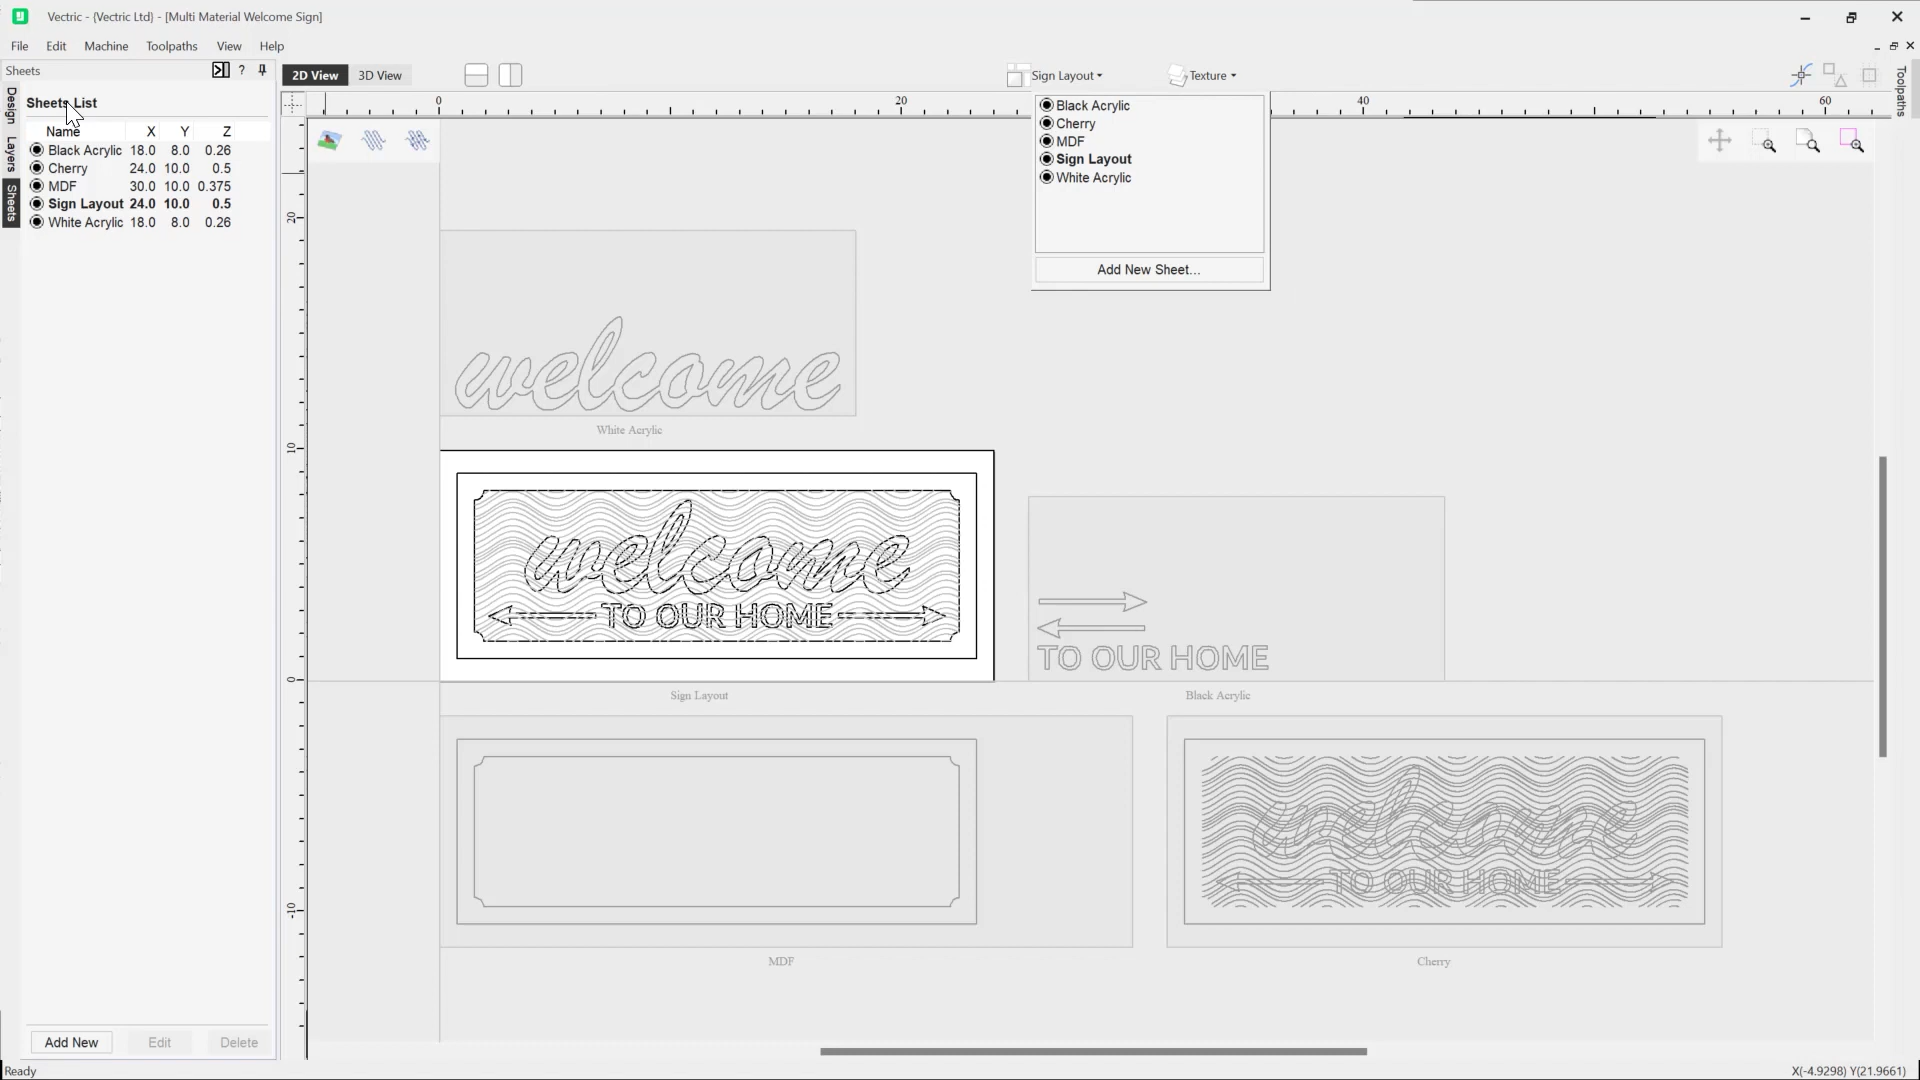 Vectric - {Vectric Ltd} - [Multi Material Welcome Sign]
File Edit Machine Toolpaths View Help
Sheets ?
2D View 3D View Sign Layout Texture
Design
Layers
Sheets
Toolpaths
Sheets List
Name X Y Z
Black Acrylic 18.0 8.0 0.26
Cherry 24.0 10.0 0.5
MDF 30.0 10.0 0.375
Sign Layout 24.0 10.0 0.5
White Acrylic 18.0 8.0 0.26
0 20 40 60
Black Acrylic
Cherry
MDF
Sign Layout
White Acrylic
Add New Sheet...
20
10
0
-10
welcome
White Acrylic
welcome
TO OUR HOME
Sign Layout
TO OUR HOME
Black Acrylic
MDF
welcome
TO OUR HOME
Cherry
Add New Edit Delete
Ready
X(-4.9298) Y(21.9661)